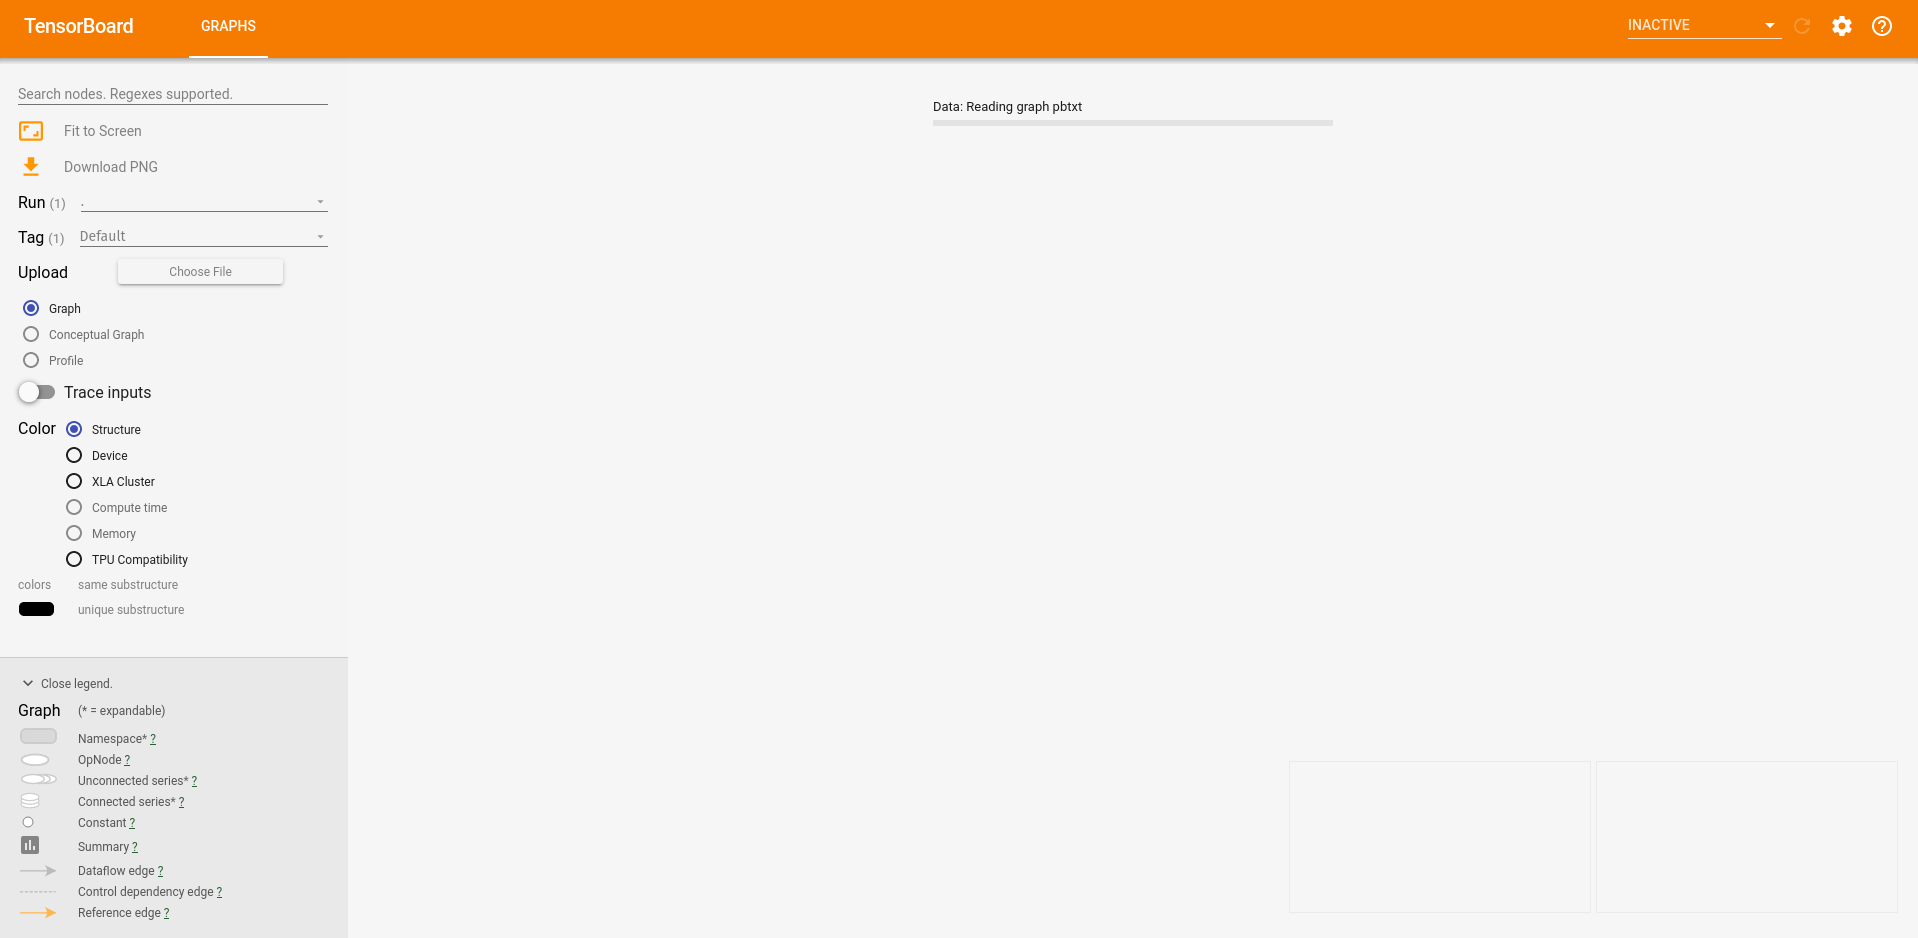 TensorBoard
GRAPHS
INACTIVE
Search nodes. Regexes supported.
Fit to Screen
Download PNG
Run (1) .
Tag (1) Default
Upload Choose File
Graph
Conceptual Graph
Profile
Trace inputs
Color Structure
Device
XLA Cluster
Compute time
Memory
TPU Compatibility
colors same substructure
unique substructure
Close legend.
Graph (* = expandable)
Namespace* ?
OpNode ?
Unconnected series* ?
Connected series* ?
Constant ?
Summary ?
Dataflow edge ?
Control dependency edge ?
Reference edge ?
Data: Reading graph pbtxt